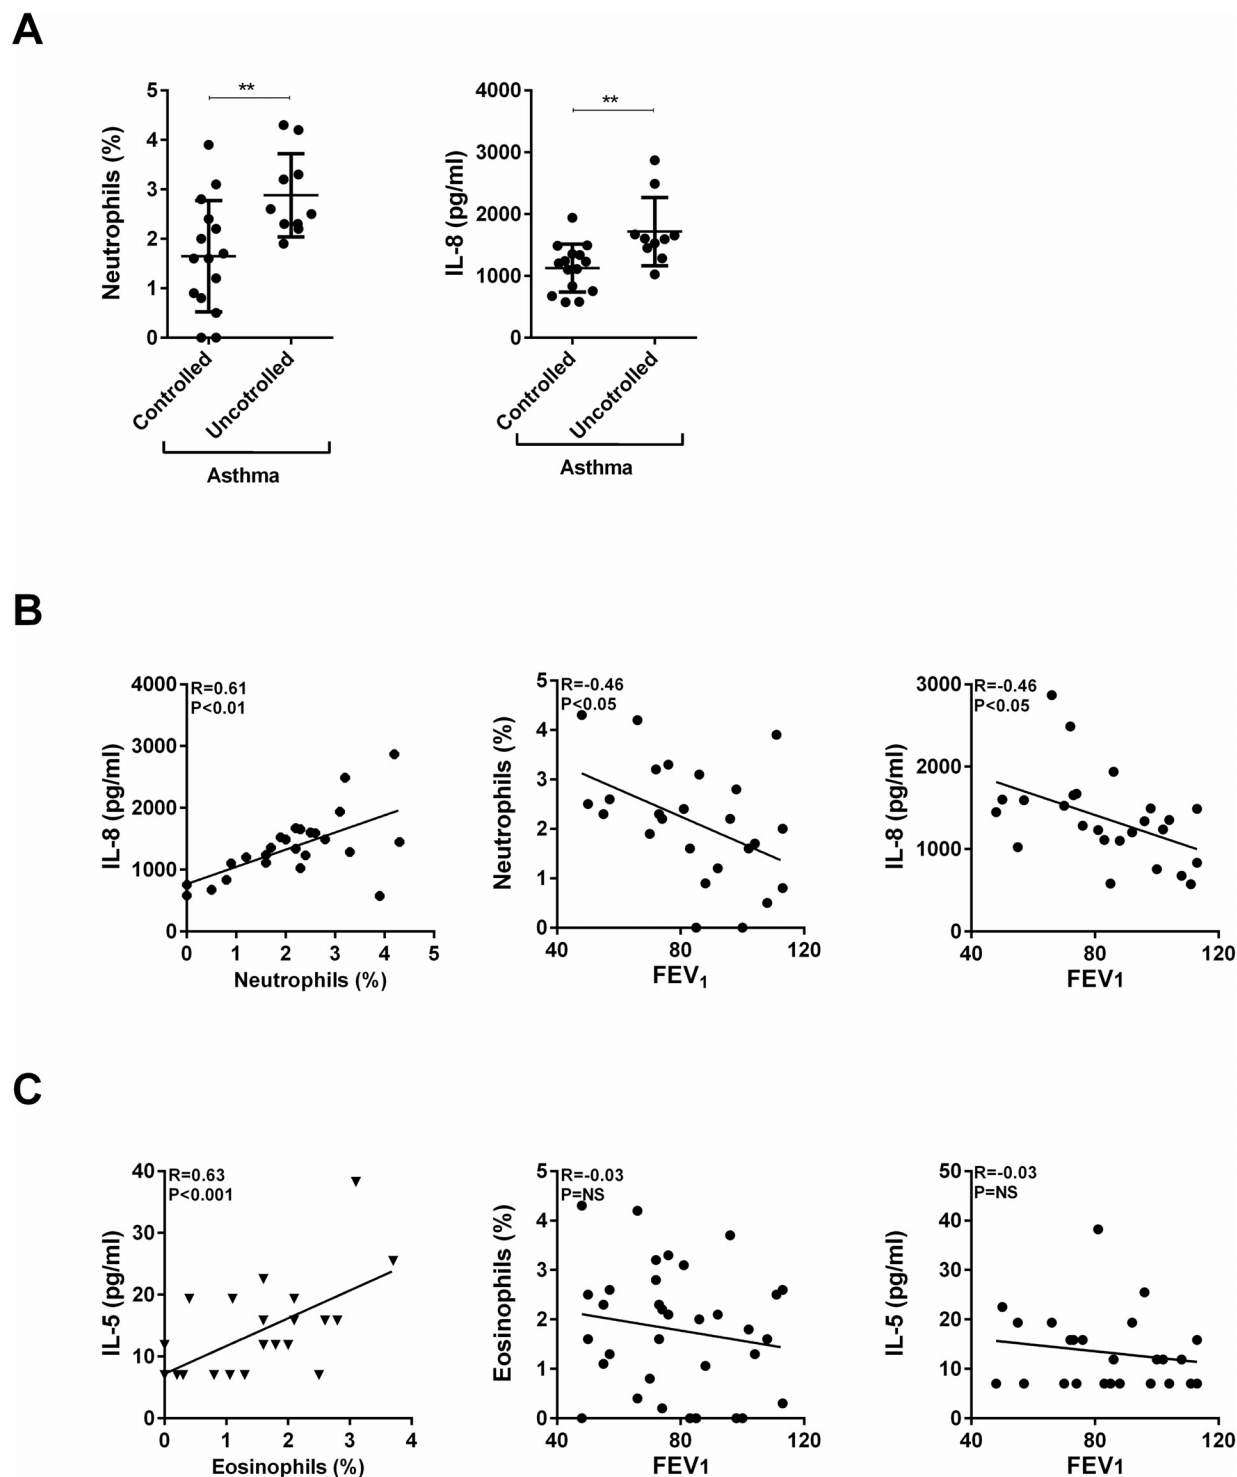 A
Neutrophils (%)
5
4
3
2
1
0
**
Controlled
Uncotrolled
Asthma
IL-8 (pg/ml)
4000
3000
2000
1000
0
**
Controlled
Uncotrolled
Asthma
B
IL-8 (pg/ml)
4000
3000
2000
1000
0
R=0.61
P<0.01
0 1 2 3 4 5
Neutrophils (%)
Neutrophils (%)
5
4
3
2
1
0
R=-0.46
P<0.05
40 80 120
FEV₁
IL-8 (pg/ml)
3000
2000
1000
0
R=-0.46
P<0.05
40 80 120
FEV1
C
IL-5 (pg/ml)
40
30
20
10
0
R=0.63
P<0.001
0 1 2 3 4
Eosinophils (%)
Eosinophils (%)
5
4
3
2
1
0
R=-0.03
P=NS
40 80 120
FEV1
IL-5 (pg/ml)
50
40
30
20
10
0
R=-0.03
P=NS
40 80 120
FEV1